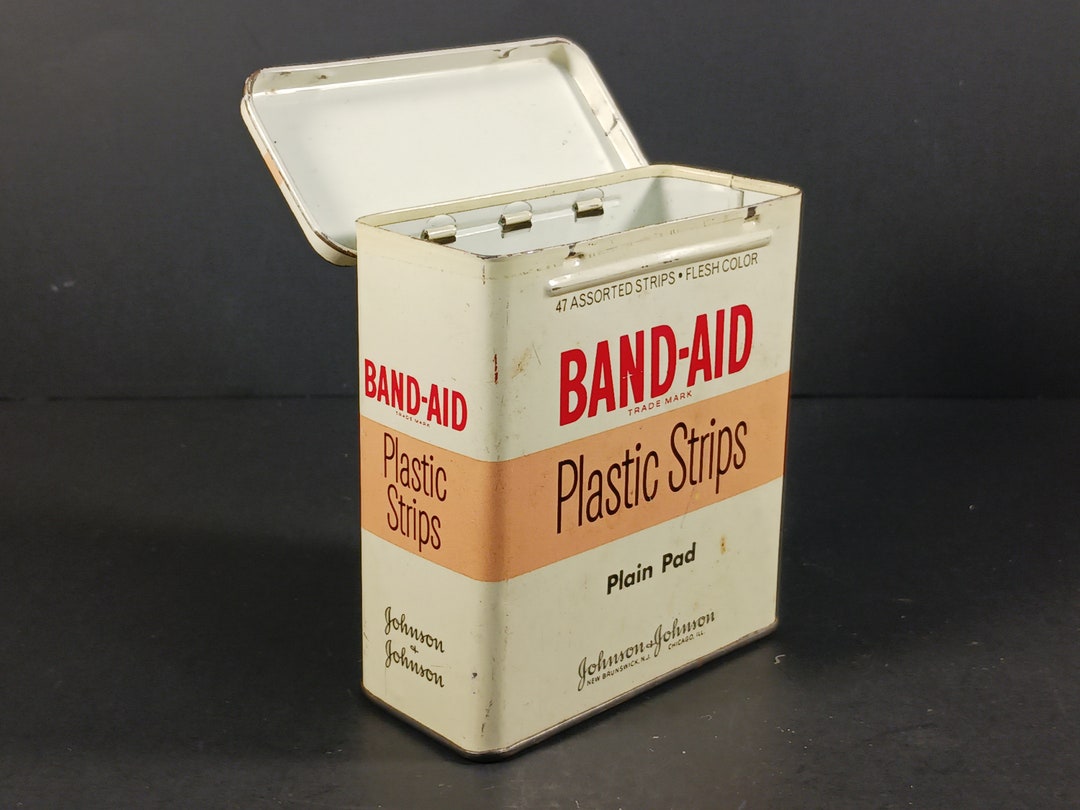 47 ASSORTED STRIPS • FLESH COLOR
BAND-AID
TRADE MARK
Plastic Strips
Plain Pad
Johnson & Johnson
NEW BRUNSWICK, N.J. CHICAGO, ILL.
BAND-AID
TRADE MARK
Plastic
Strips
Johnson
&
Johnson